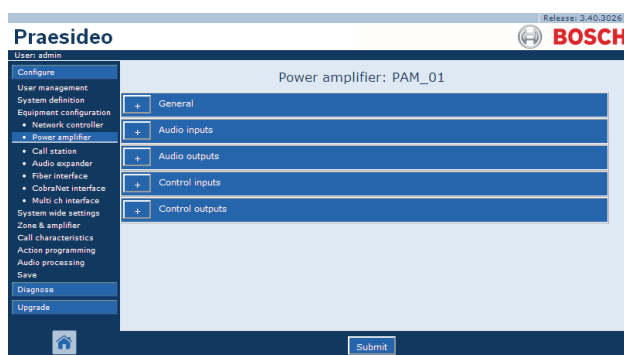 Release: 3.40.3026
Praesideo
BOSCH
User: admin
Configure
User management
System definition
Equipment configuration
• Network controller
• Power amplifier
• Call station
• Audio expander
• Fiber interface
• CobraNet interface
• Multi ch interface
System wide settings
Zone & amplifier
Call characteristics
Action programming
Audio processing
Save
Diagnose
Upgrade
Power amplifier: PAM_01
+ General
+ Audio inputs
+ Audio outputs
+ Control inputs
+ Control outputs
Submit